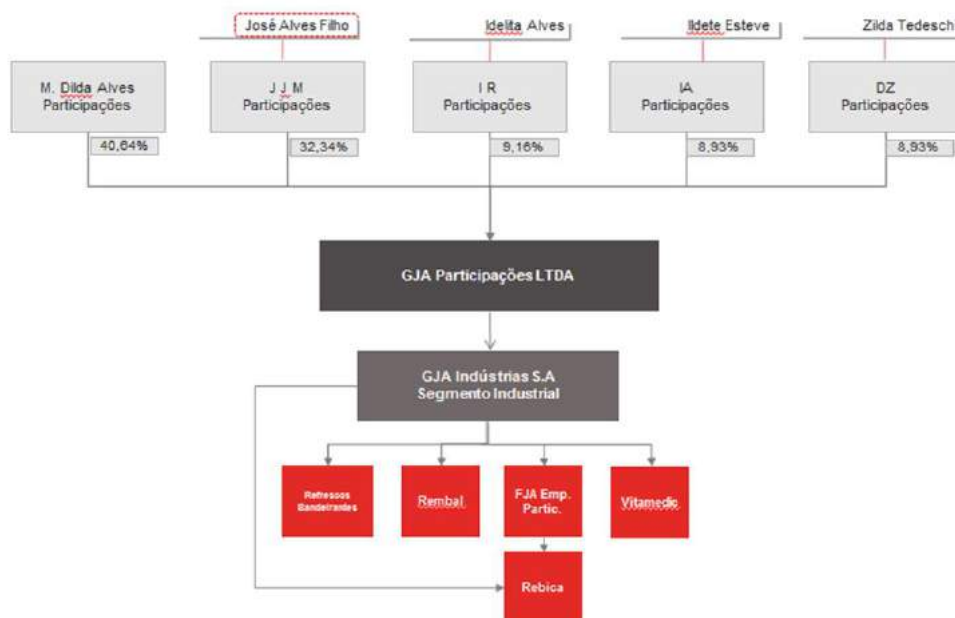 José Alves Filho
Idelita Alves
Ildete Esteve
Zilda Tedesch
M. Dilda Alves
Participações
J J M
Participações
I R
Participações
IA
Participações
DZ
Participações
40,64%
32,34%
9,16%
8,93%
8,93%
GJA Participações LTDA
GJA Indústrias S.A
Segmento Industrial
Refrescos
Bandeirantes
Rembal
FJA Emp.
Partic.
Vitamedic
Rebica